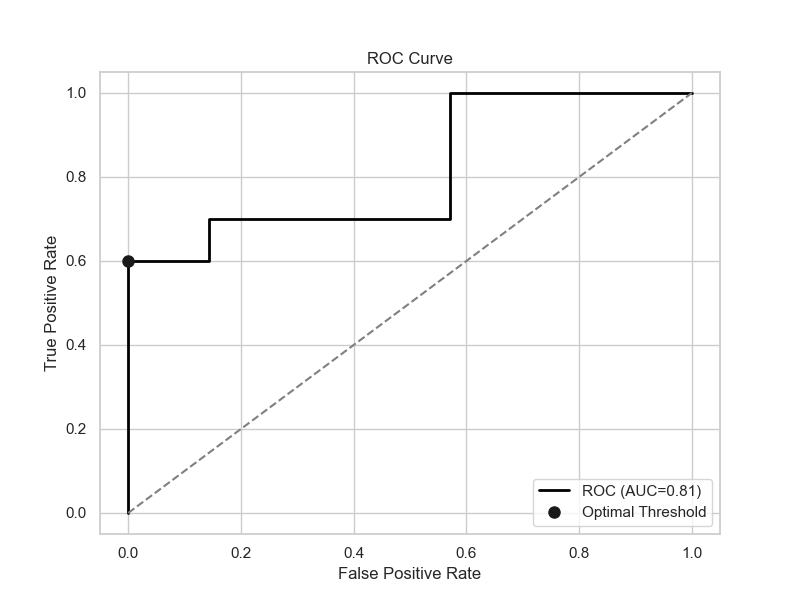 ROC Curve
1.0
0.8
0.6
0.4
0.2
0.0
True Positive Rate
0.0 0.2 0.4 0.6 0.8 1.0
False Positive Rate
ROC (AUC=0.81)
Optimal Threshold